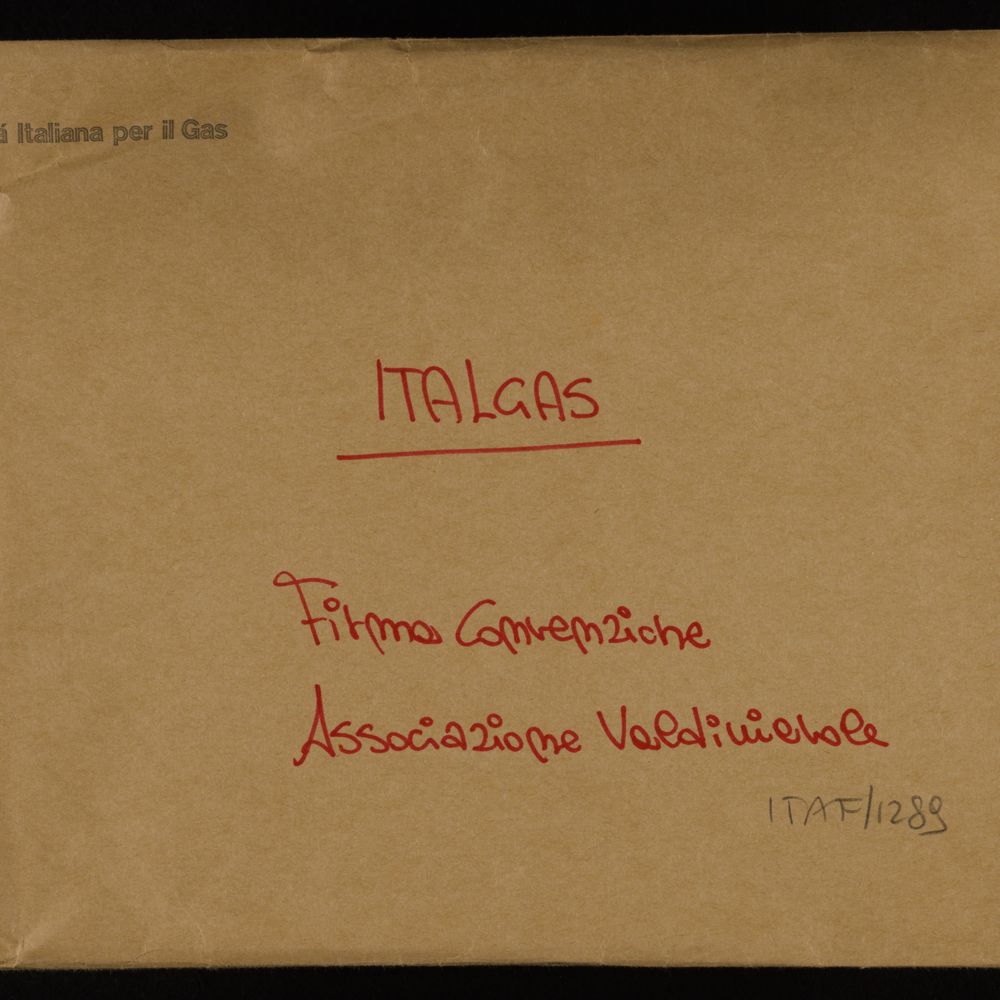 á Italiana per il Gas
ITALGAS
Firma Convenzione
Associazione Valdinievole
ITAF/1289